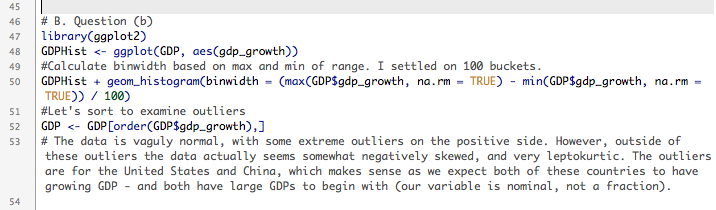 45
46 # B. Question (b)
47 library(ggplot2)
48 GDPHist <- ggplot(GDP, aes(gdp_growth))
49 #Calculate binwidth based on max and min of range. I settled on 100 buckets.
50 GDPHist + geom_histogram(binwidth = (max(GDP$gdp_growth, na.rm = TRUE) - min(GDP$gdp_growth, na.rm =
TRUE)) / 100)
51 #Let's sort to examine outliers
52 GDP <- GDP[order(GDP$gdp_growth),]
53 # The data is vaguly normal, with some extreme outliers on the positive side. However, outside of
these outliers the data actually seems somewhat negatively skewed, and very leptokurtic. The outliers
are for the United States and China, which makes sense as we expect both of these countries to have
growing GDP - and both have large GDPs to begin with (our variable is nominal, not a fraction).
54